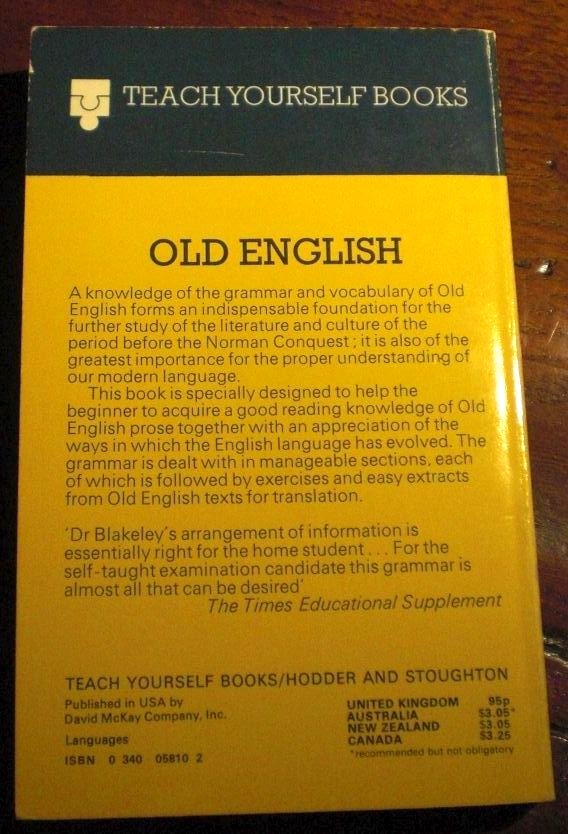 TEACH YOURSELF BOOKS
OLD ENGLISH
A knowledge of the grammar and vocabulary of Old
English forms an indispensable foundation for the
further study of the literature and culture of the
period before the Norman Conquest; it is also of the
greatest importance for the proper understanding of
our modern language.
This book is specially designed to help the
beginner to acquire a good reading knowledge of Old
English prose together with an appreciation of the
ways in which the English language has evolved. The
grammar is dealt with in manageable sections, each
of which is followed by exercises and easy extracts
from Old English texts for translation.
'Dr Blakeley's arrangement of information is
essentially right for the home student... For the
self-taught examination candidate this grammar is
almost all that can be desired'
The Times Educational Supplement
TEACH YOURSELF BOOKS/HODDER AND STOUGHTON
Published in USA by
David McKay Company, Inc.
Languages
ISBN 0 340 05810 2
UNITED KINGDOM 95p
AUSTRALIA $3.05*
NEW ZEALAND $3.05
CANADA $3.25
*recommended but not obligatory